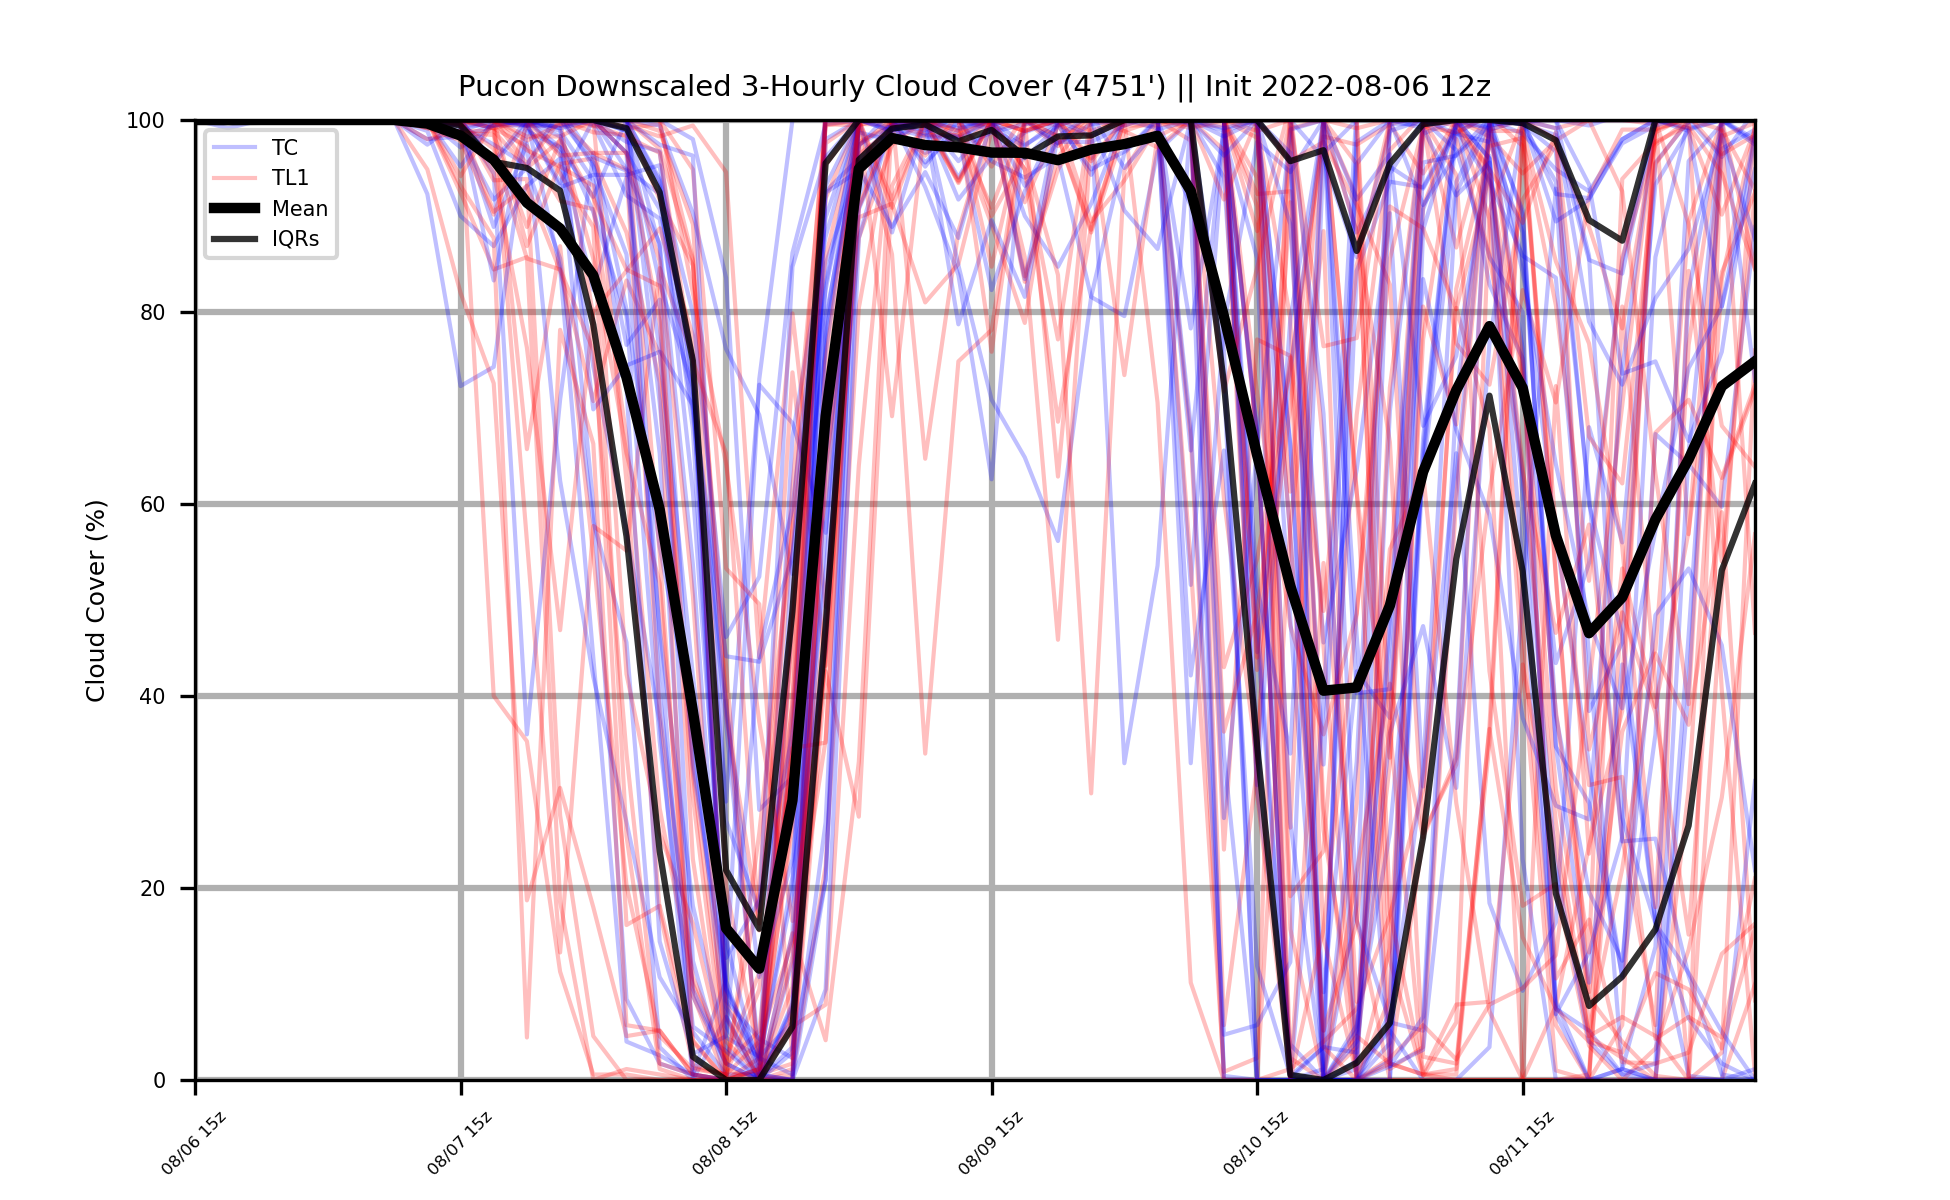 Pucon Downscaled 3-Hourly Cloud Cover (4751') || Init 2022-08-06 12z
100
80
60
40
20
0
Cloud Cover (%)
TC
TL1
Mean
IQRs
08/06 15z
08/07 15z
08/08 15z
08/09 15z
08/10 15z
08/11 15z